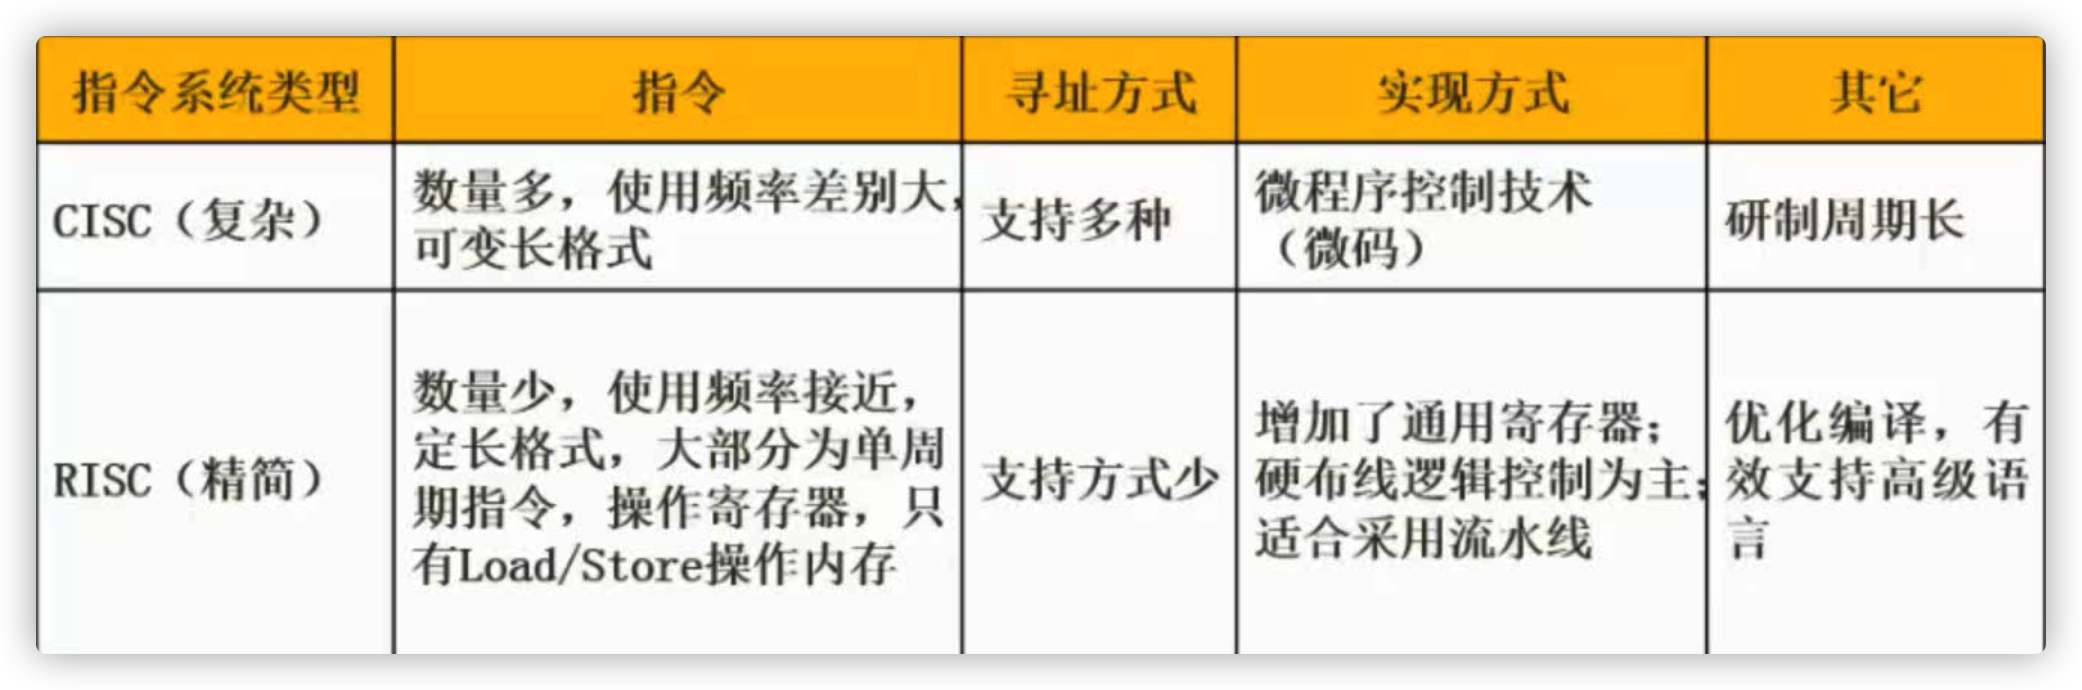 指令系统类型
指令
寻址方式
实现方式
其它
CISC（复杂）
数量多，使用频率差别大，
可变长格式
支持多种
微程序控制技术
（微码）
研制周期长
RISC（精简）
数量少，使用频率接近，
定长格式，大部分为单周
期指令，操作寄存器，只
有Load/Store操作内存
支持方式少
增加了通用寄存器；
硬布线逻辑控制为主；
适合采用流水线
优化编译，有
效支持高级语
言